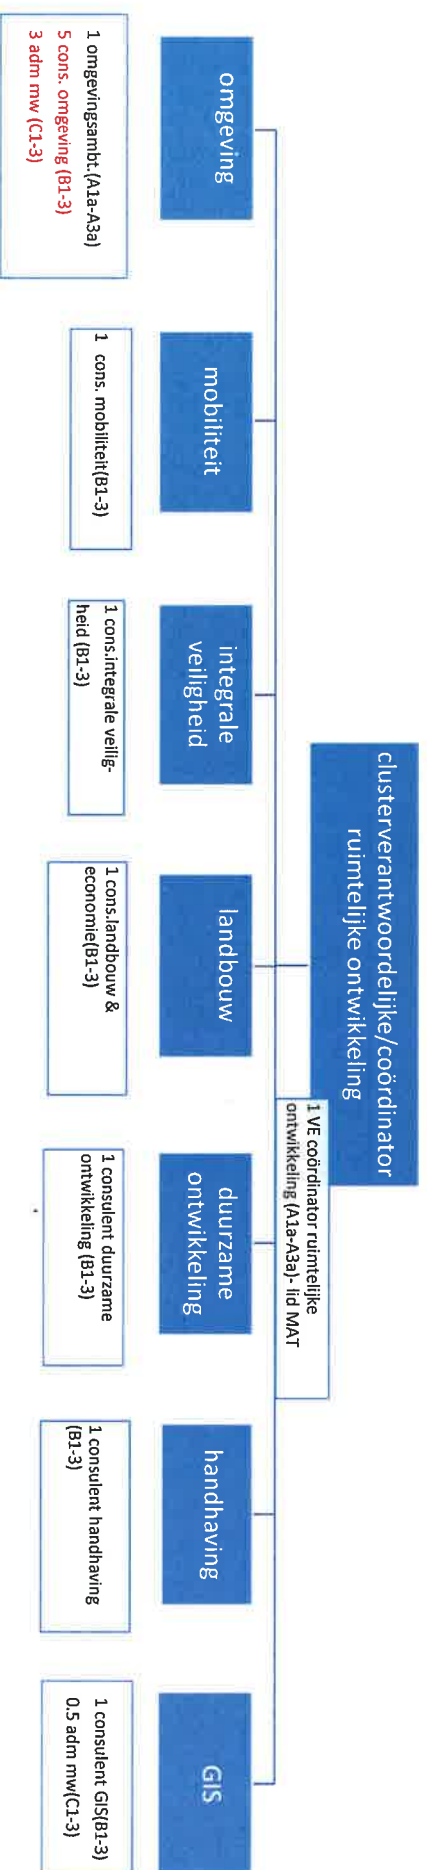 clusterverantwoordelijke/coördinator
ruimtelijke ontwikkeling
1 VE coördinator ruimtelijke
ontwikkeling (A1a-A3a)- lid MAT
omgeving
1 omgevingsambt.(A1a-A3a)
5 cons. omgeving (B1-3)
3 adm mw (C1-3)
mobiliteit
1 cons. mobiliteit(B1-3)
integrale
veiligheid
1 cons.integrale veilig-
heid (B1-3)
landbouw
1 cons.landbouw &
economie(B1-3)
duurzame
ontwikkeling
1 consulent duurzame
ontwikkeling (B1-3)
handhaving
1 consulent handhaving
(B1-3)
GIS
1 consulent GIS(B1-3)
0.5 adm mw(C1-3)